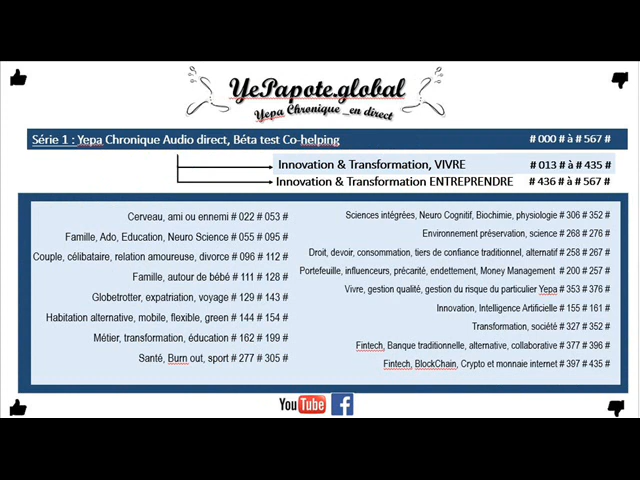 YePapote.global
Yepa Chronique _en direct
Série 1 : Yepa Chronique Audio direct, Béta test Co-helping # 000 # à # 567 #
Innovation & Transformation, VIVRE # 013 # à # 435 #
Innovation & Transformation ENTREPRENDRE # 436 # à # 567 #
Cerveau, ami ou ennemi # 022 # 053 #
Famille, Ado, Education, Neuro Science # 055 # 095 #
Couple, célibataire, relation amoureuse, divorce # 096 # 112 #
Famille, autour de bébé # 111 # 128 #
Globetrotter, expatriation, voyage # 129 # 143 #
Habitation alternative, mobile, flexible, green # 144 # 154 #
Métier, transformation, éducation # 162 # 199 #
Santé, Burn out, sport # 277 # 305 #
Sciences intégrées, Neuro Cognitif, Biochimie, physiologie # 306 # 352 #
Environnement préservation, science # 268 # 276 #
Droit, devoir, consommation, tiers de confiance traditionnel, alternatif # 258 # 267 #
Portefeuille, influenceurs, précarité, endettement, Money Management # 200 # 257 #
Vivre, gestion qualité, gestion du risque du particulier Yepa # 353 # 376 #
Innovation, Intelligence Artificielle # 155 # 161 #
Transformation, société # 327 # 352 #
Fintech, Banque traditionnelle, alternative, collaborative # 377 # 396 #
Fintech, BlockChain, Crypto et monnaie internet # 397 # 435 #
YouTube f